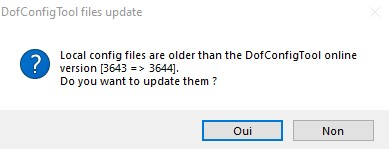 DofConfigTool files update
Local config files are older than the DofConfigTool online
version [3643 => 3644].
Do you want to update them ?
Oui
Non